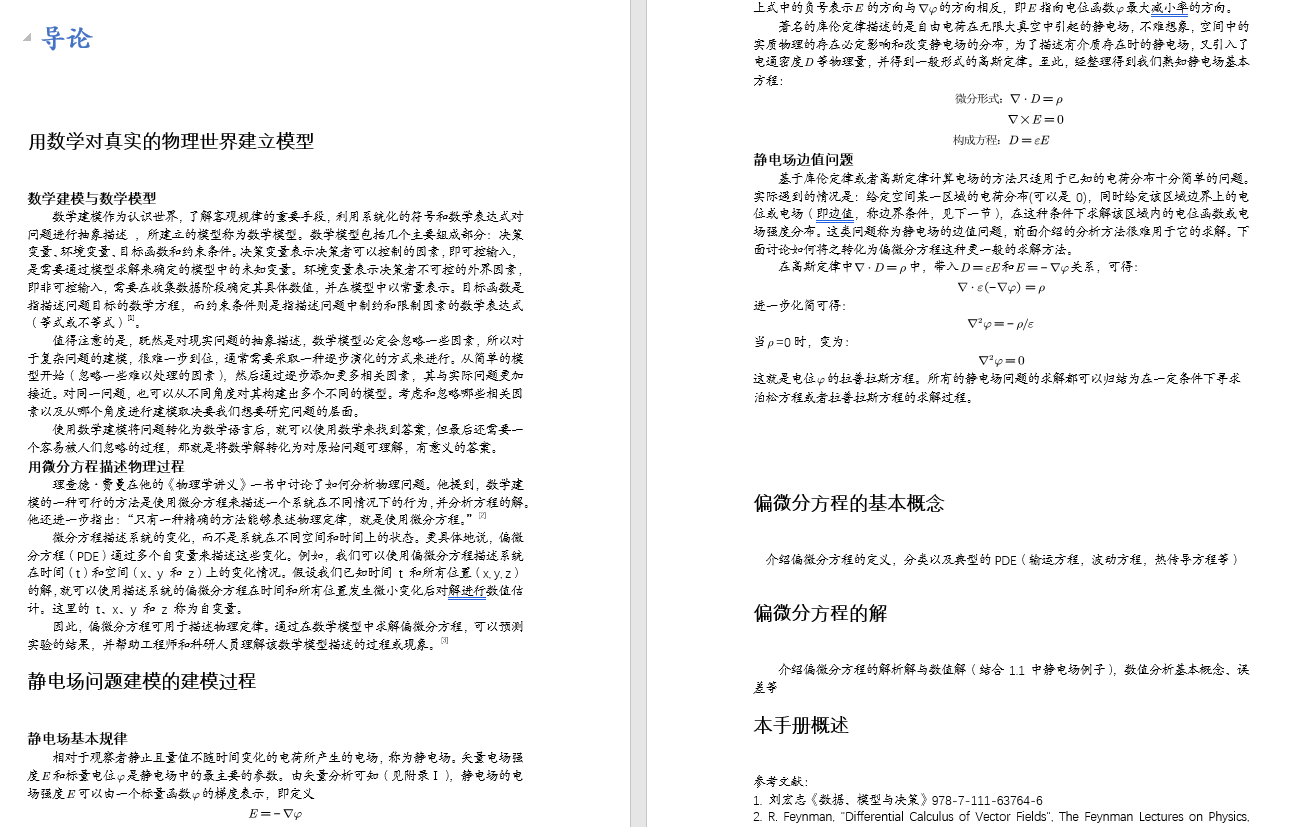 导论
用数学对真实的物理世界建立模型
数学建模与数学模型
数学建模作为认识世界，了解客观规律的重要手段，利用系统化的符号和数学表达式对
问题进行抽象描述 ，所建立的模型称为数学模型。数学模型包括几个主要组成部分：决策
变量、环境变量、目标函数和约束条件。决策变量表示决策者可以控制的因素，即可控输入，
是需要通过模型求解来确定的模型中的未知变量。环境变量表示决策者不可控的外界因素，
即非可控输入，需要在收集数据阶段确定其具体数值，并在模型中以常量表示。目标函数是
指描述问题目标的数学方程，而约束条件则是指描述问题中制约和限制因素的数学表达式
（等式或不等式）[1]。
值得注意的是，既然是对现实问题的抽象描述，数学模型必定会忽略一些因素，所以对
于复杂问题的建模，很难一步到位，通常需要采取一种逐步演化的方式来进行。从简单的模
型开始（忽略一些难以处理的因素），然后通过逐步添加更多相关因素，其与实际问题更加
接近。对同一问题，也可以从不同角度对其构建出多个不同的模型。考虑和忽略哪些相关因
素以及从哪个角度进行建模取决要我们想要研究问题的层面。
使用数学建模将问题转化为数学语言后，就可以使用数学来找到答案，但最后还需要一
个容易被人们忽略的过程，那就是将数学解转化为对原始问题可理解，有意义的答案。
用微分方程描述物理过程
理查德·费曼在他的《物理学讲义》一书中讨论了如何分析物理问题。他提到，数学建
模的一种可行的方法是使用微分方程来描述一个系统在不同情况下的行为，并分析方程的解。
他还进一步指出：“只有一种精确的方法能够表述物理定律，就是使用微分方程。” [2]
微分方程描述系统的变化，而不是系统在不同空间和时间上的状态。更具体地说，偏微
分方程（PDE）通过多个自变量来描述这些变化。例如，我们可以使用偏微分方程描述系统
在时间（t）和空间（x、y 和 z）上的变化情况。假设我们已知时间 t 和所有位置（x, y, z）
的解，就可以使用描述系统的偏微分方程在时间和所有位置发生微小变化后对解进行数值估
计。这里的 t、x、y 和 z 称为自变量。
因此，偏微分方程可用于描述物理定律。通过在数学模型中求解偏微分方程，可以预测
实验的结果，并帮助工程师和科研人员理解该数学模型描述的过程或现象。[3]
静电场问题建模的建模过程
静电场基本规律
相对于观察者静止且量值不随时间变化的电荷所产生的电场，称为静电场。矢量电场强
度E和标量电位φ是静电场中的最主要的参数。由矢量分析可知（见附录Ⅰ），静电场的电
场强度E可以由一个标量函数φ的梯度表示，即定义
E=−∇φ
上式中的负号表示E的方向与∇φ的方向相反，即E指向电位函数φ最大减小率的方向。
著名的库伦定律描述的是自由电荷在无限大真空中引起的静电场，不难想象，空间中的
实质物理的存在必定影响和改变静电场的分布，为了描述有介质存在时的静电场，又引入了
电通密度D等物理量，并得到一般形式的高斯定律。至此，经整理得到我们熟知静电场基本
方程：
微分形式：∇·D=ρ
∇×E=0
构成方程：D=εE
静电场边值问题
基于库伦定律或者高斯定律计算电场的方法只适用于已知的电荷分布十分简单的问题。
实际遇到的情况是：给定空间某一区域的电荷分布(可以是 0)，同时给定该区域边界上的电
位或电场（即边值，称边界条件，见下一节），在这种条件下求解该区域内的电位函数或电
场强度分布。这类问题称为静电场的边值问题，前面介绍的分析方法很难用于它的求解。下
面讨论如何将之转化为偏微分方程这种更一般的求解方法。
在高斯定律中∇·D=ρ中，带入D=εE和E=−∇φ关系，可得：
∇·ε(−∇φ)=ρ
进一步化简可得：
∇²φ=−ρ/ε
当ρ=0 时，变为：
∇²φ=0
这就是电位φ的拉普拉斯方程。所有的静电场问题的求解都可以归结为在一定条件下寻求
泊松方程或者拉普拉斯方程的求解过程。
偏微分方程的基本概念
介绍偏微分方程的定义，分类以及典型的 PDE（输运方程，波动方程，热传导方程等）
偏微分方程的解
介绍偏微分方程的解析解与数值解（结合 1.1 中静电场例子），数值分析基本概念、误
差等
本手册概述
参考文献：
1. 刘宏志《数据、模型与决策》978-7-111-63764-6
2. R. Feynman, "Differential Calculus of Vector Fields", The Feynman Lectures on Physics,